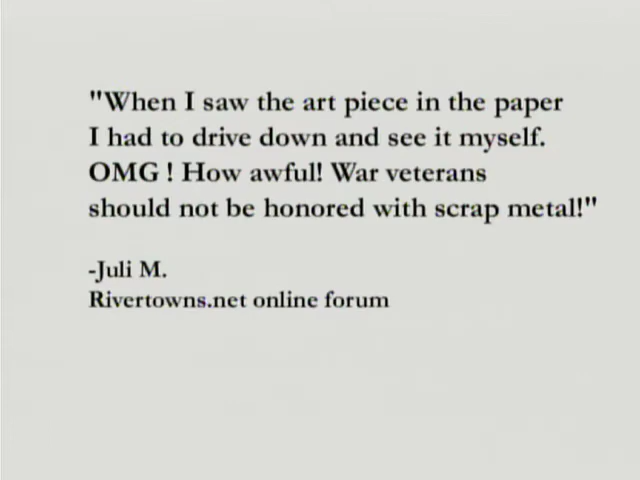 "When I saw the art piece in the paper
I had to drive down and see it myself.
OMG ! How awful! War veterans
should not be honored with scrap metal!"
-Juli M.
Rivertowns.net online forum